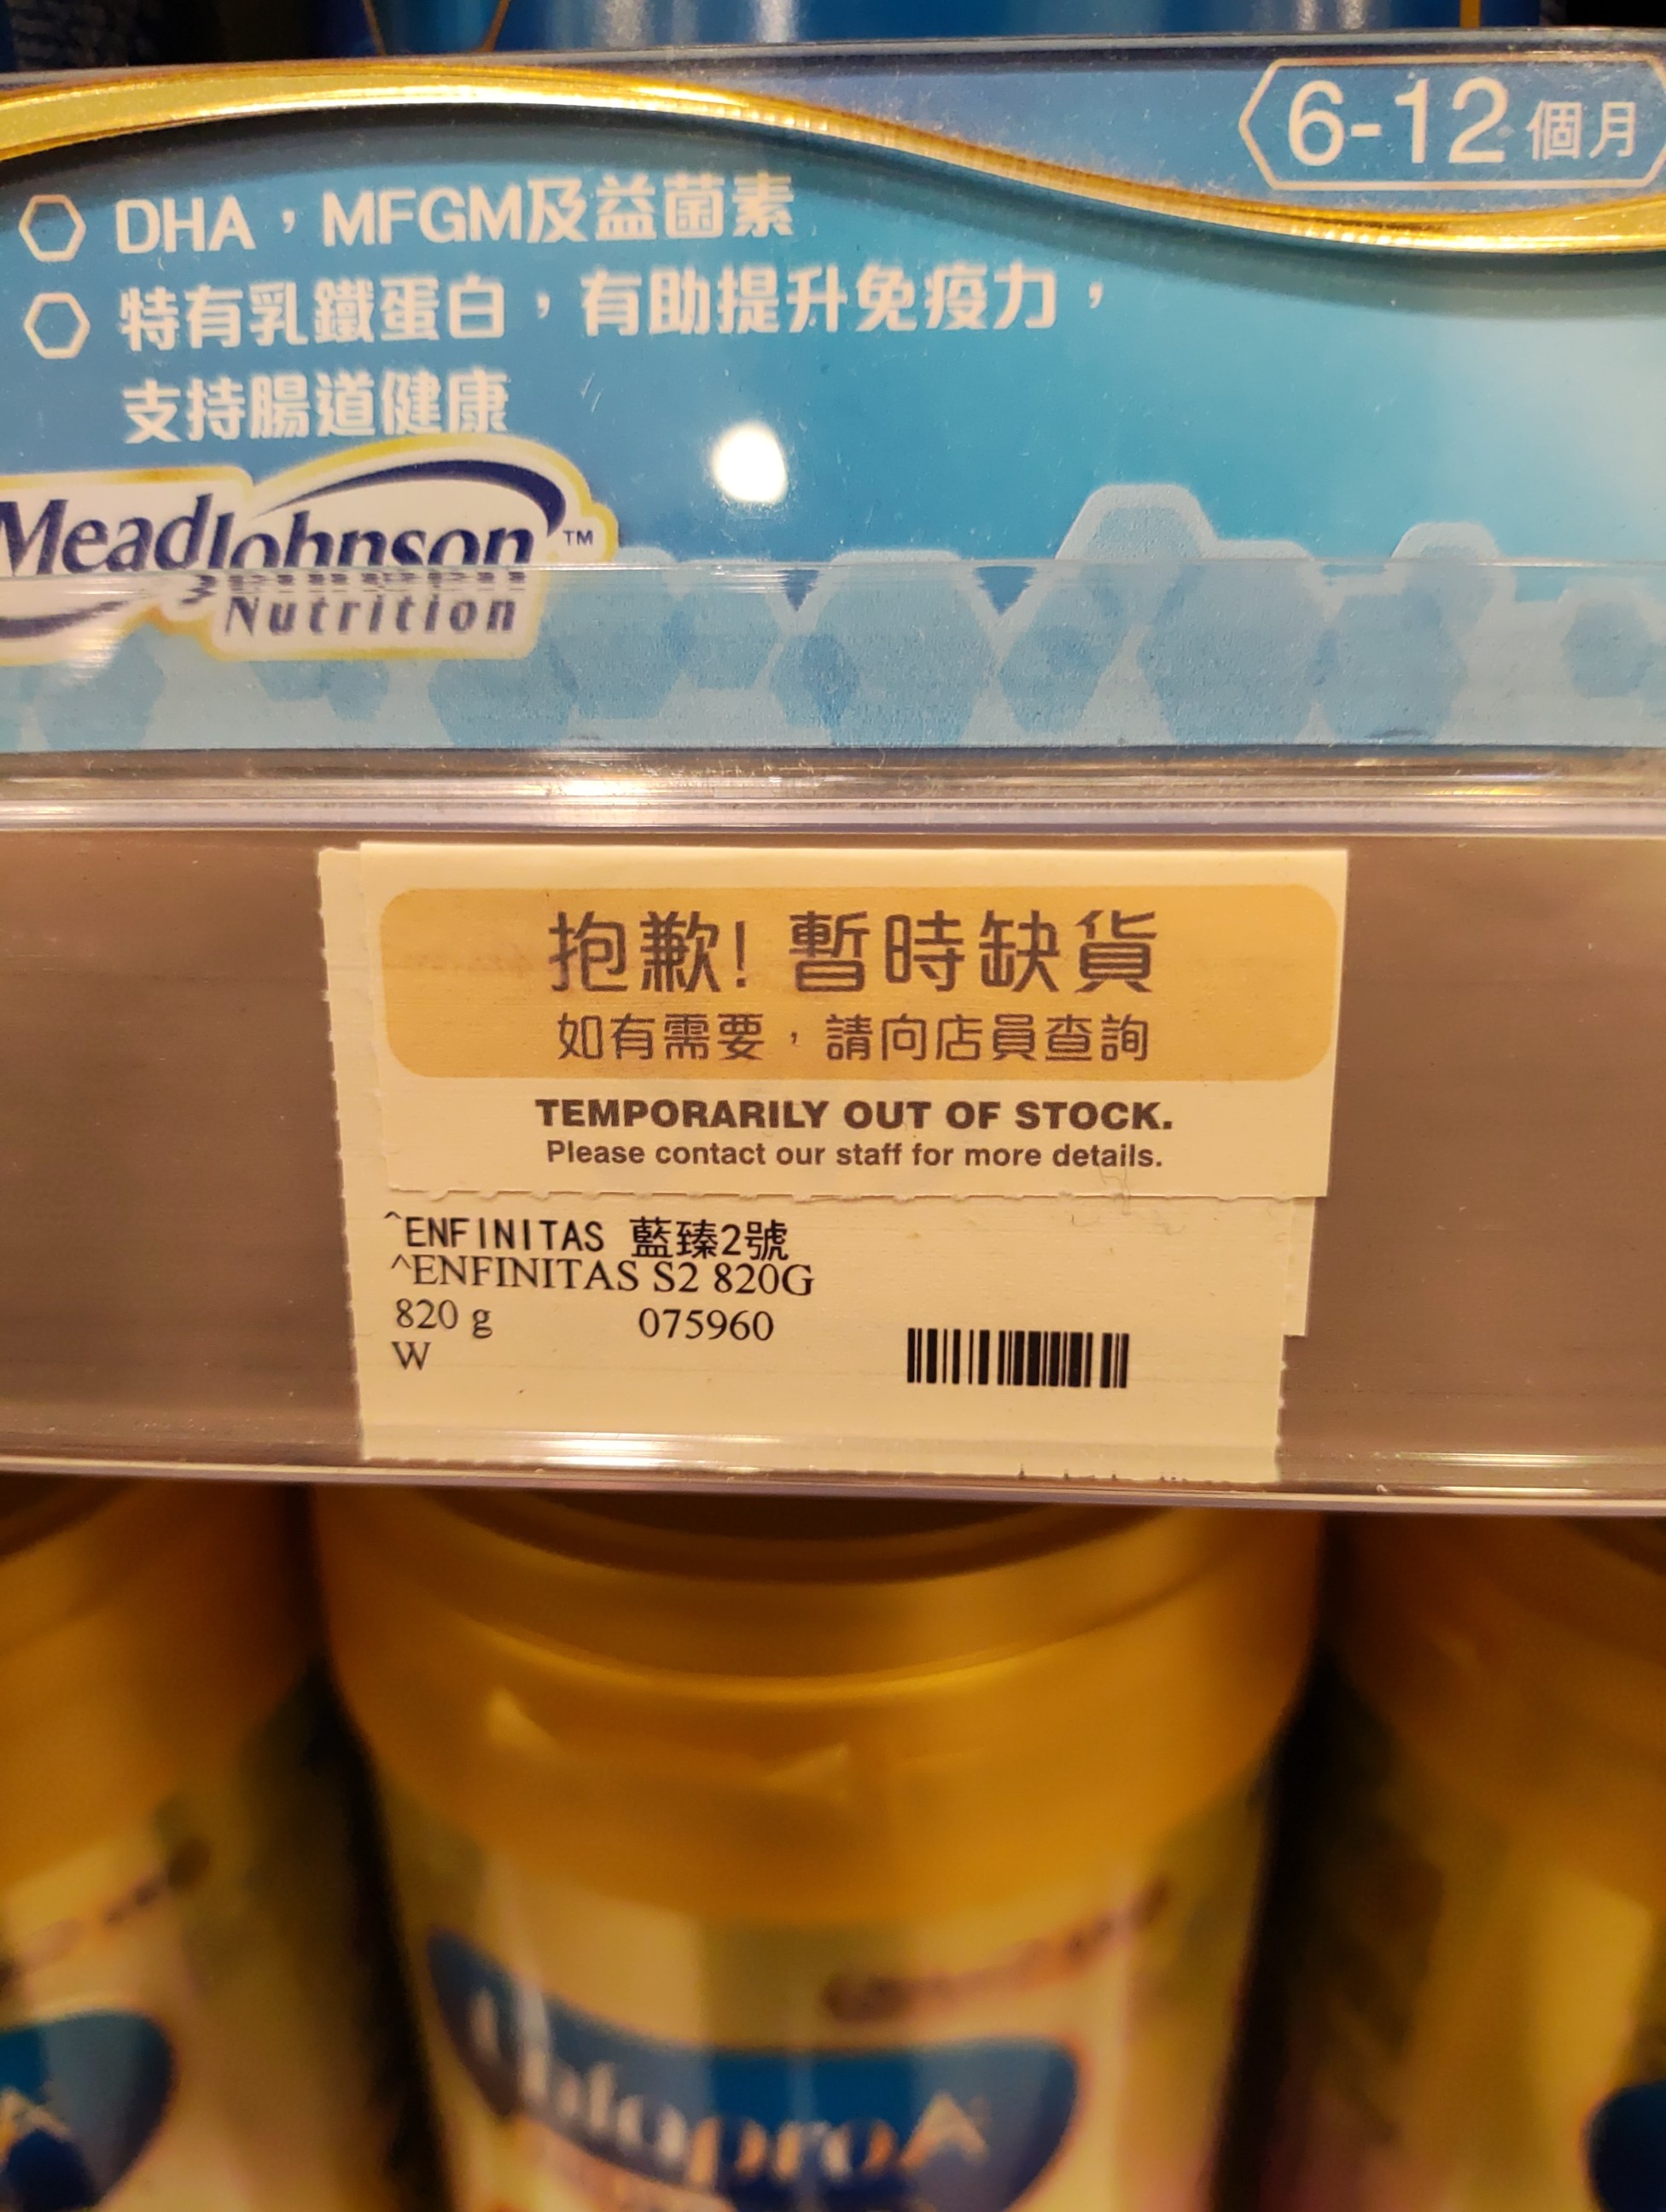 6-12個月
DHA，MFGM及益菌素
特有乳鐵蛋白，有助提升免疫力，
支持腸道健康
MeadJohnson™
Nutrition
抱歉! 暫時缺貨
如有需要，請向店員查詢
TEMPORARILY OUT OF STOCK.
Please contact our staff for more details.
^ENFINITAS 藍臻2號
^ENFINITAS S2 820G
820 g 075960
W